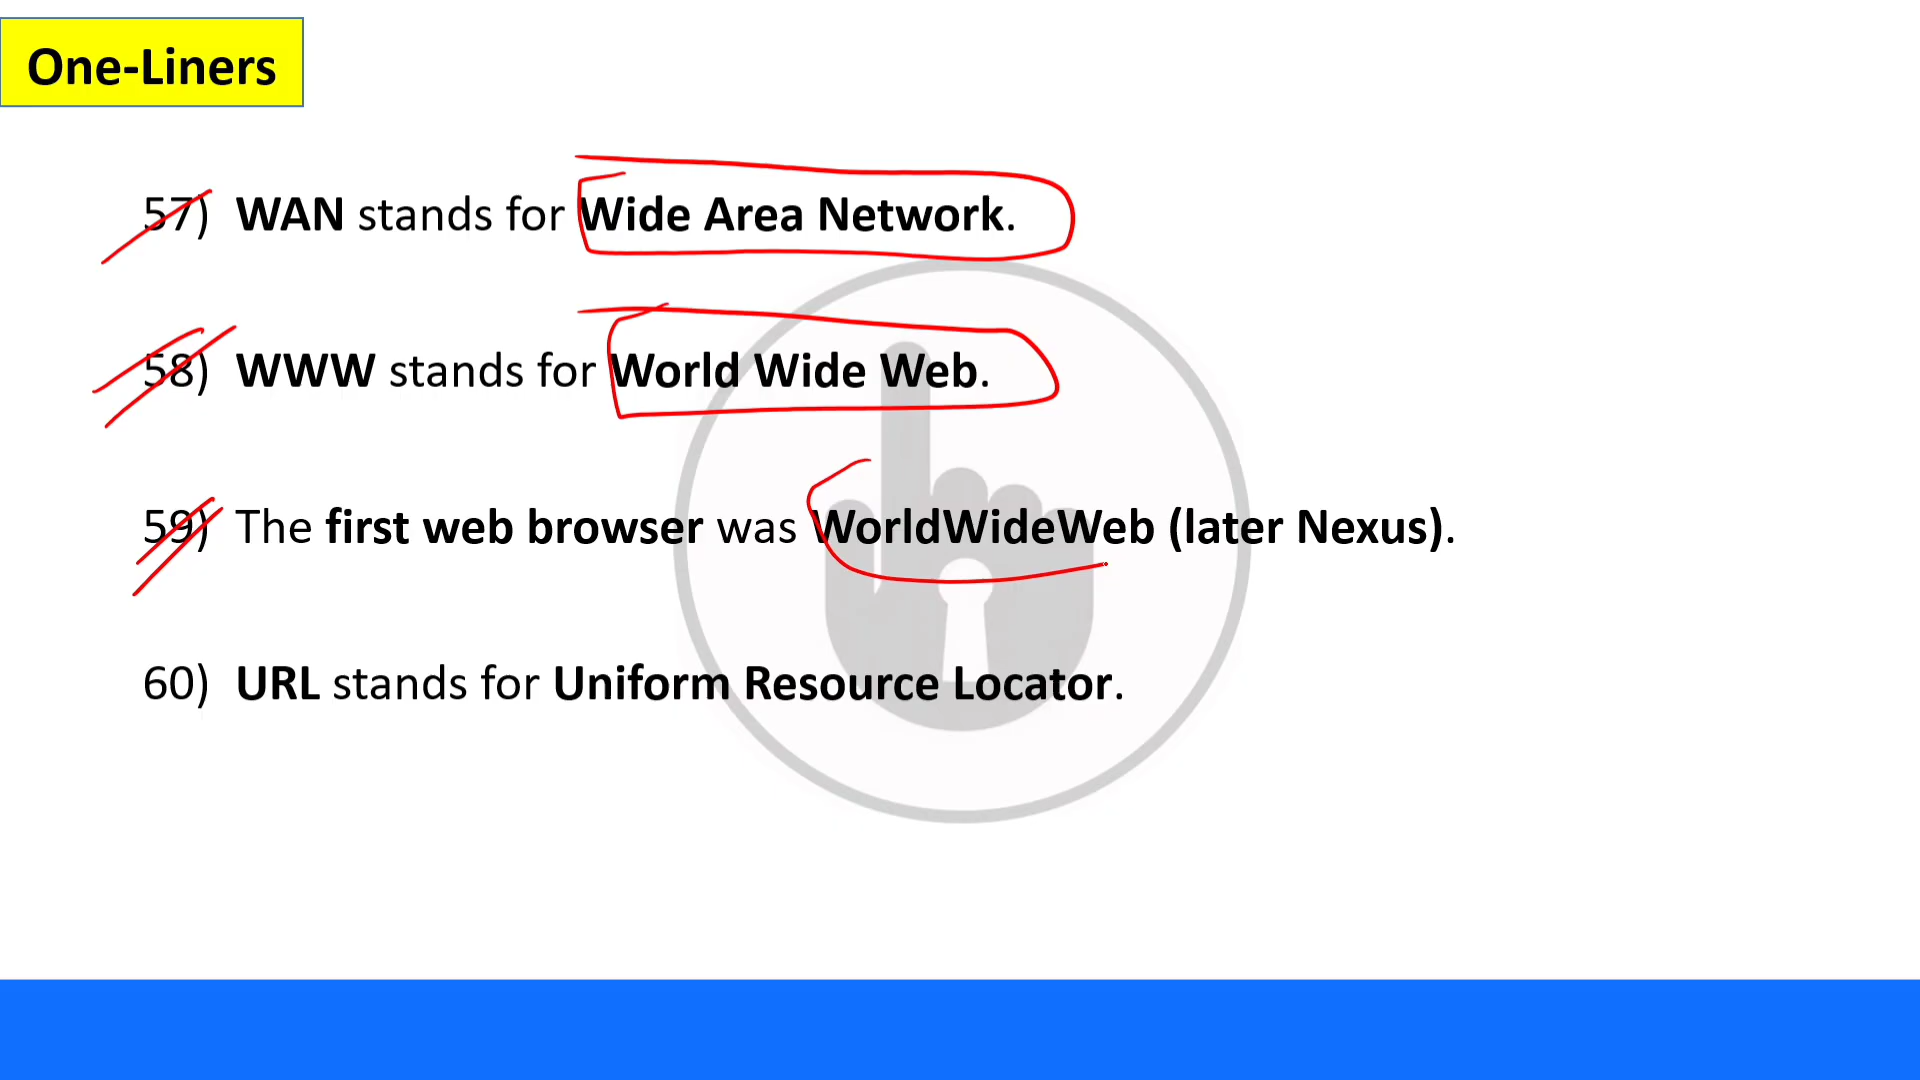 One-Liners
57) WAN stands for Wide Area Network.
58) WWW stands for World Wide Web.
59) The first web browser was WorldWideWeb (later Nexus).
60) URL stands for Uniform Resource Locator.